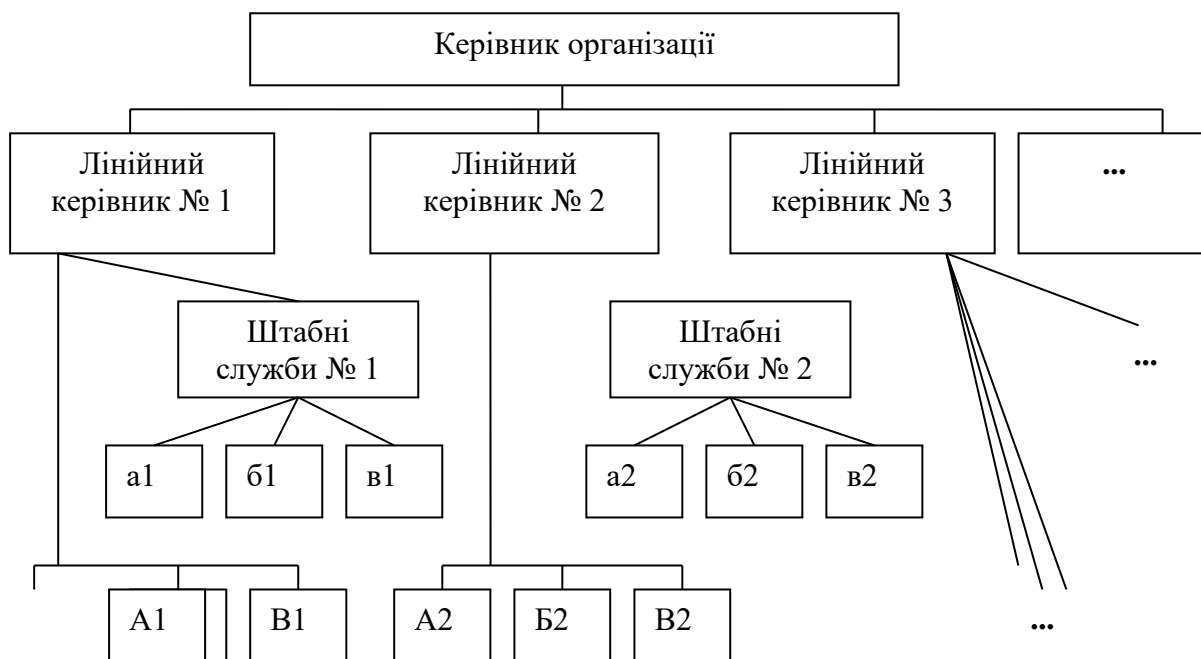 Керівник організації
Лінійний
керівник № 1
Лінійний
керівник № 2
Лінійний
керівник № 3
...
Штабні
служби № 1
Штабні
служби № 2
...
а1
б1
в1
а2
б2
в2
А1
В1
А2
Б2
В2
...